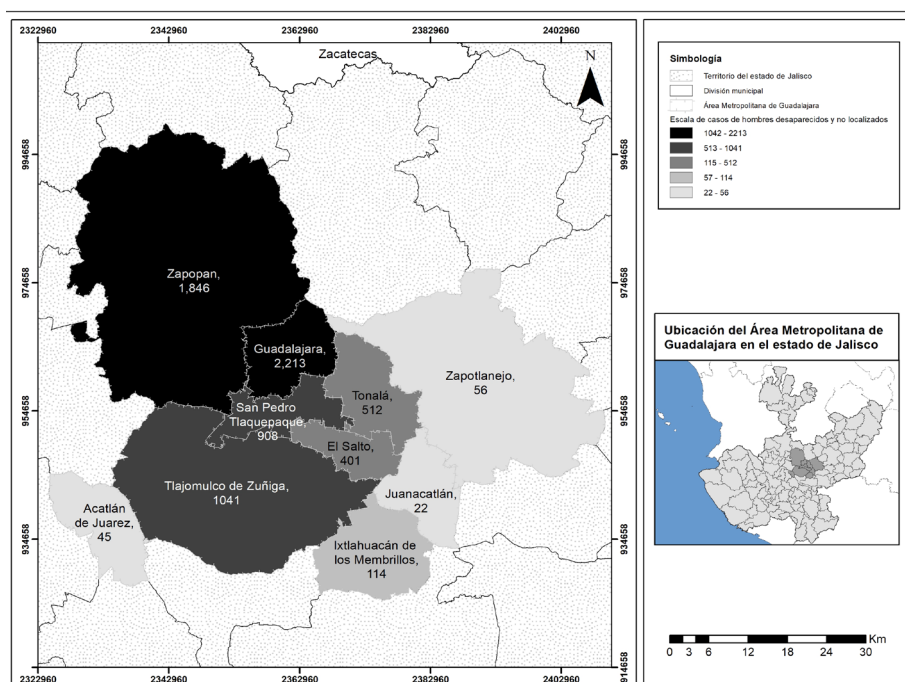 2322960
2342960
2362960
2382960
2402960
Zacatecas
N
994658
994658
974658
974658
954658
954658
934658
934658
914658
Zapopan,
1,846
Guadalajara,
2,213
Zapotlanejo,
56
Tonalá,
512
San Pedro
Tlaquepaque,
908
El Salto,
401
Tlajomulco de Zuñiga,
1041
Juanacatlán,
22
Acatlán
de Juarez,
45
Ixtlahuacán de
los Membrillos,
114
2322960
2342960
2362960
2382960
2402960
Simbología
Territorio del estado de Jalisco
División municipal
Área Metropolitana de Guadalajara
Escala de casos de hombres desaparecidos y no localizados
1042 - 2213
513 - 1041
115 - 512
57 - 114
22 - 56
Ubicación del Área Metropolitana de
Guadalajara en el estado de Jalisco
Km
0 3 6 12 18 24 30